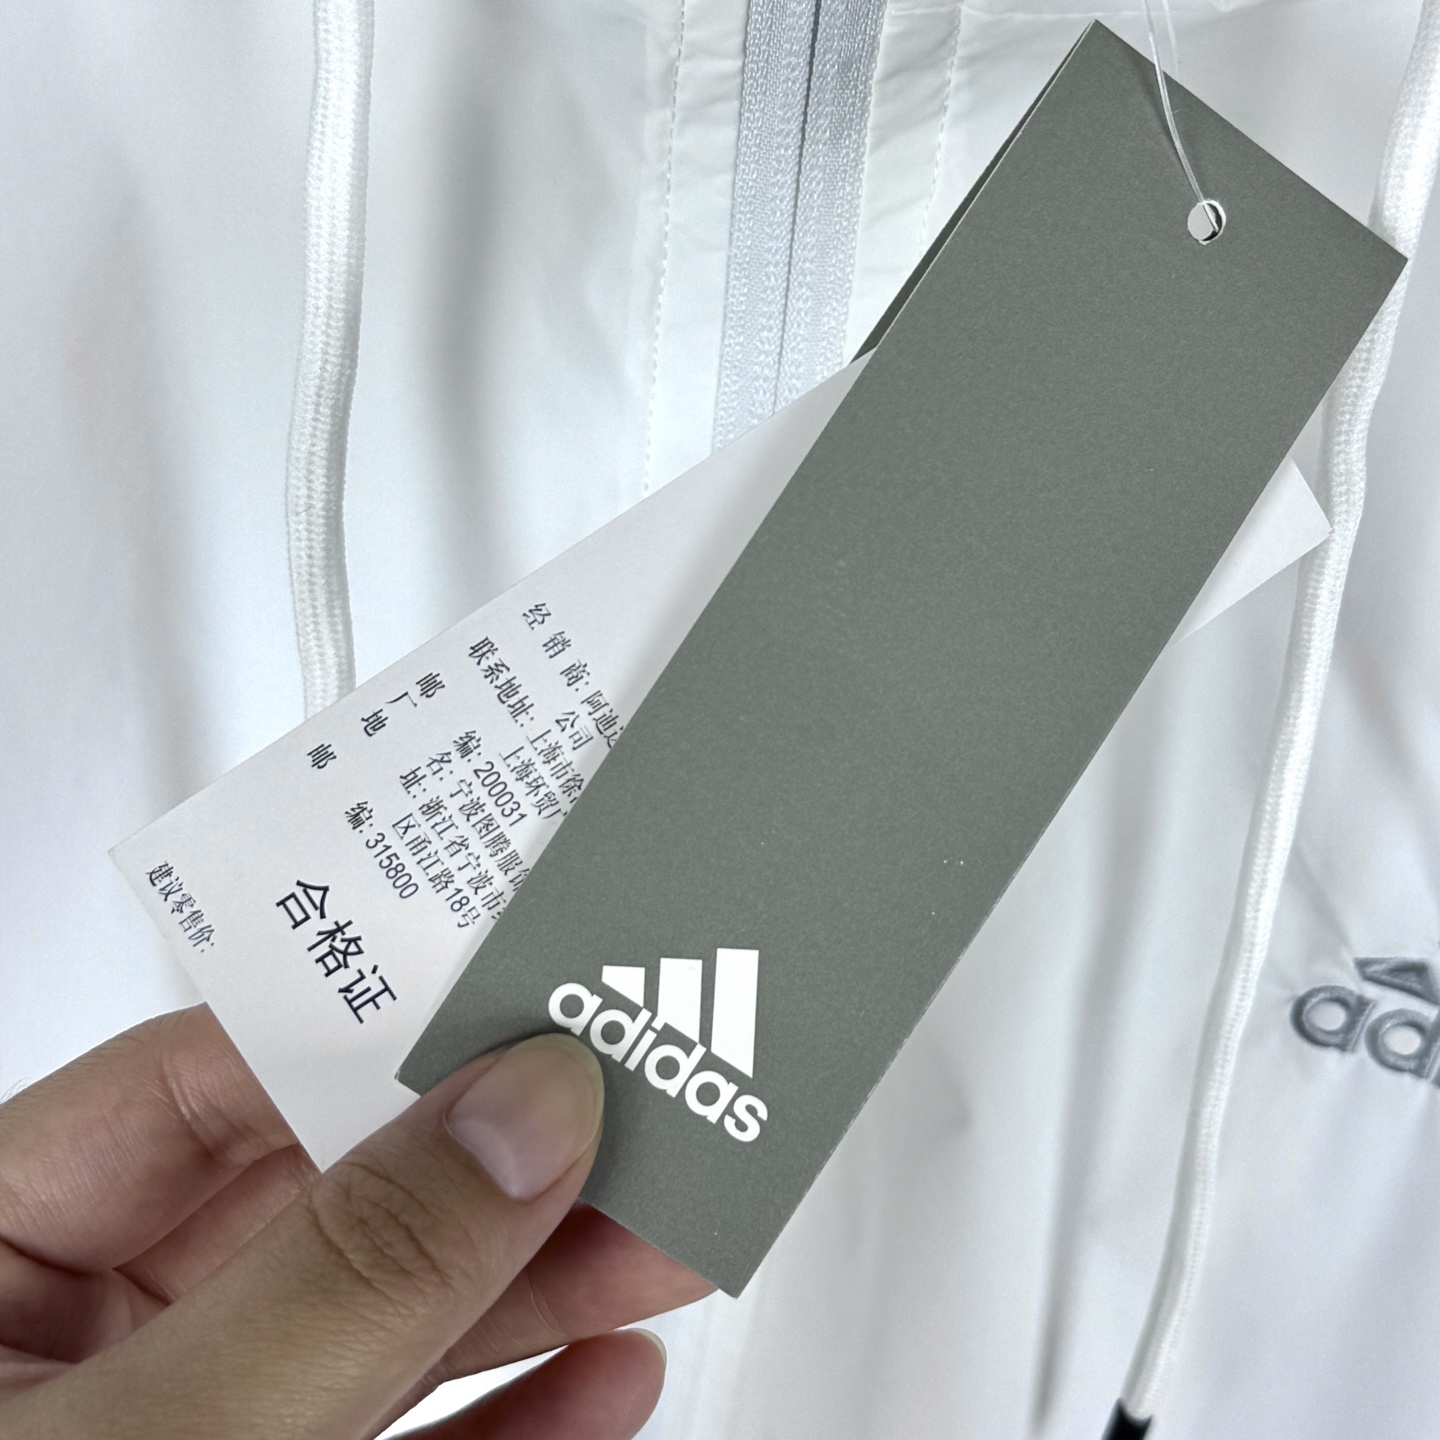 经 销 商: 阿迪达
公司
联系地址: 上海市徐
上海环贸广
邮 编: 200031
厂 名: 宁波图腾服饰
地 址: 浙江省宁波市
区甬江路18号
邮 编: 315800
合格证
建议零售价:
adidas
ad